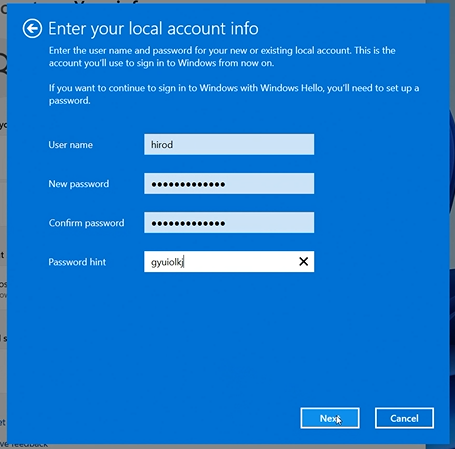 Enter your local account info
Enter the user name and password for your new or existing local account. This is the
account you'll use to sign in to Windows from now on.
If you want to continue to sign in to Windows with Windows Hello, you'll need to set up a
password.
User name
hirod
New password
•••••••••••••
Confirm password
•••••••••••••
Password hint
gyuiolkj
Next
Cancel
ve feedback